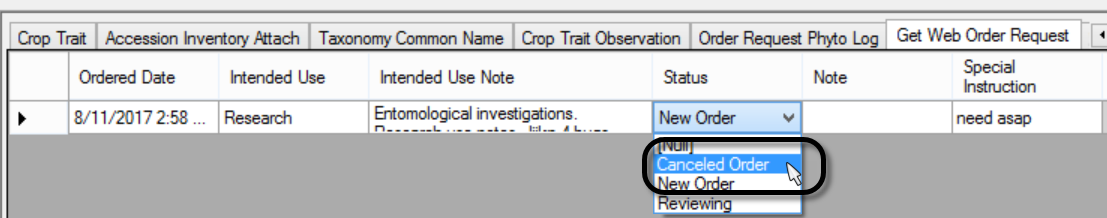 Crop Trait Accession Inventory Attach Taxonomy Common Name Crop Trait Observation Order Request Phyto Log Get Web Order Request
Ordered Date Intended Use Intended Use Note Status Note Special Instruction
8/11/2017 2:58 ... Research Entomological investigations. New Order need asap
[Null]
Canceled Order
New Order
Reviewing